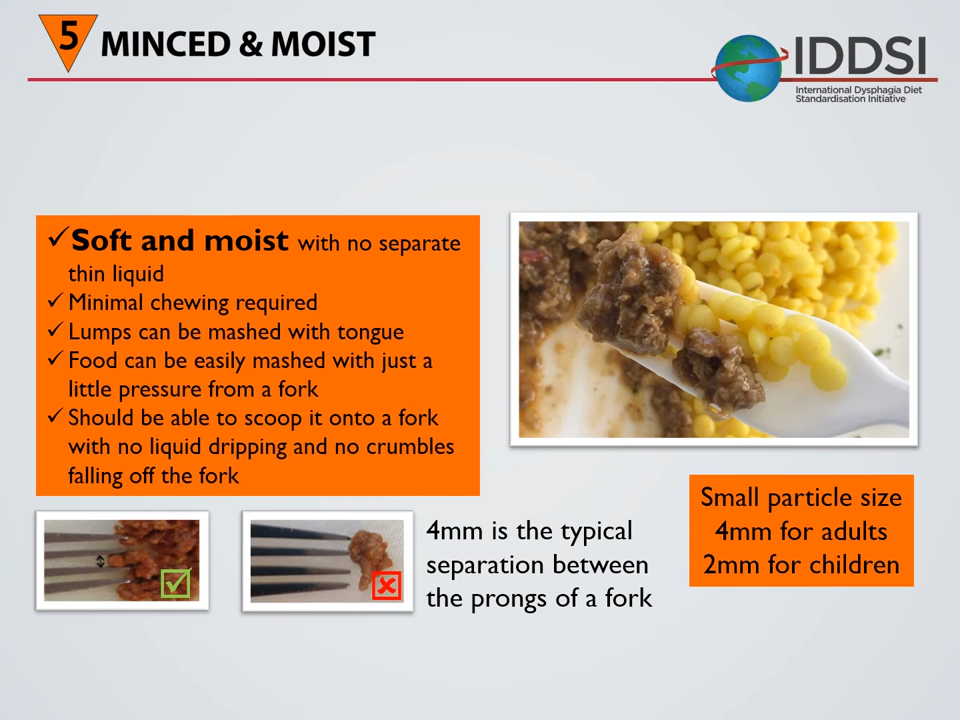 5 MINCED & MOIST
IDDSI
International Dysphagia Diet
Standardisation Initiative
✓Soft and moist with no separate
thin liquid
✓ Minimal chewing required
✓ Lumps can be mashed with tongue
✓ Food can be easily mashed with just a
little pressure from a fork
✓ Should be able to scoop it onto a fork
with no liquid dripping and no crumbles
falling off the fork
4mm is the typical
separation between
the prongs of a fork
Small particle size
4mm for adults
2mm for children